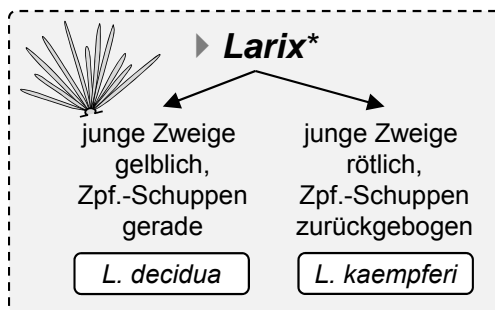 Larix*
junge Zweige
gelblich,
Zpf.-Schuppen
gerade
L. decidua
junge Zweige
rötlich,
Zpf.-Schuppen
zurückgebogen
L. kaempferi